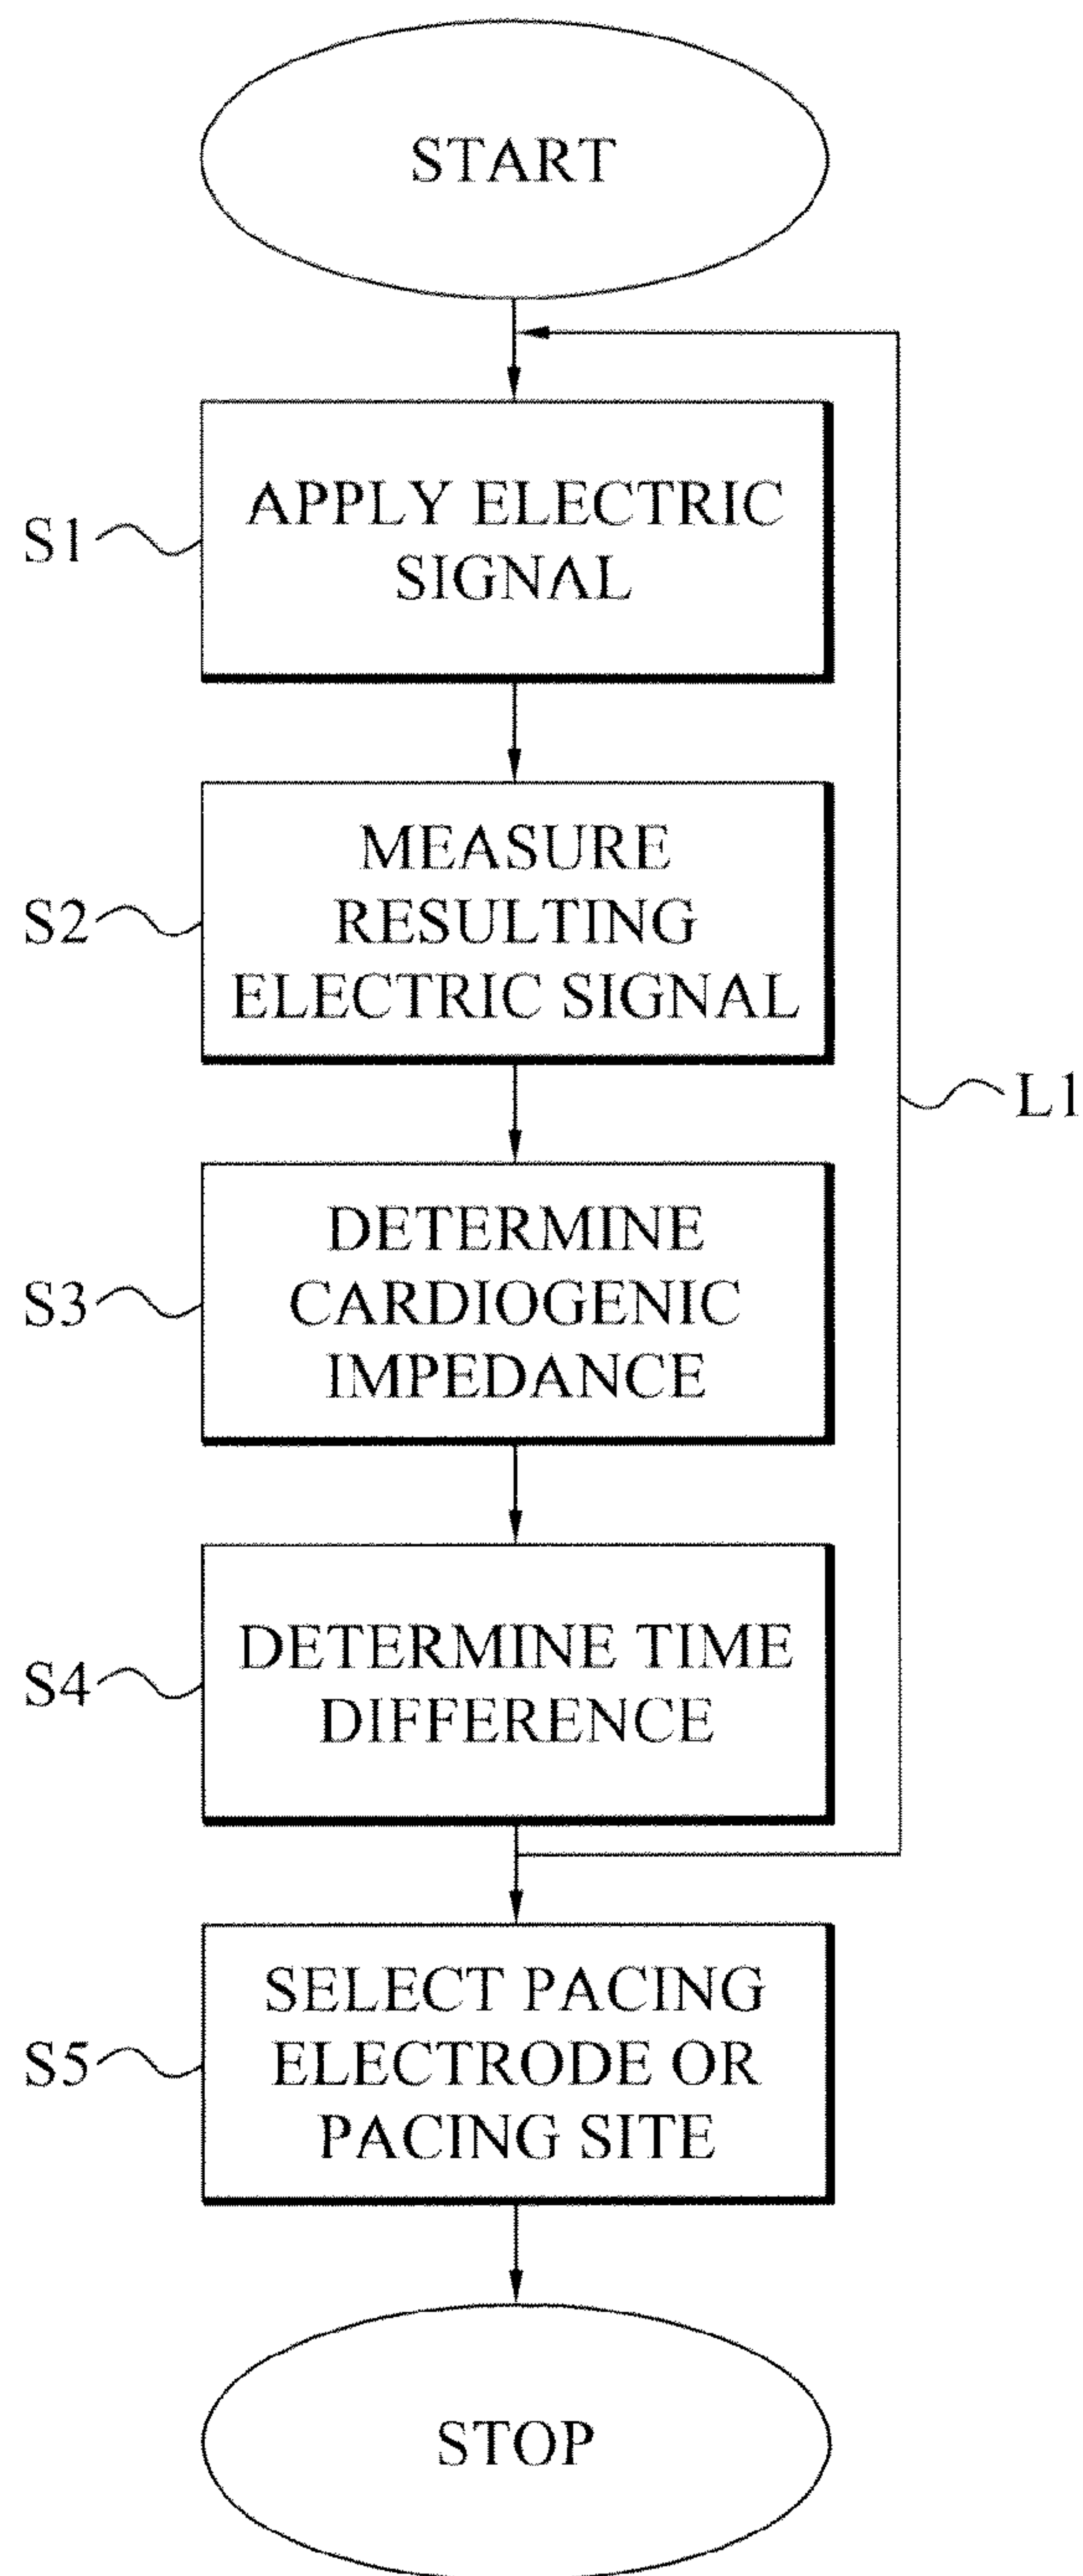 START
S1
APPLY ELECTRIC
SIGNAL
S2
MEASURE
RESULTING
ELECTRIC SIGNAL
L1
S3
DETERMINE
CARDIOGENIC
IMPEDANCE
S4
DETERMINE TIME
DIFFERENCE
S5
SELECT PACING
ELECTRODE OR
PACING SITE
STOP